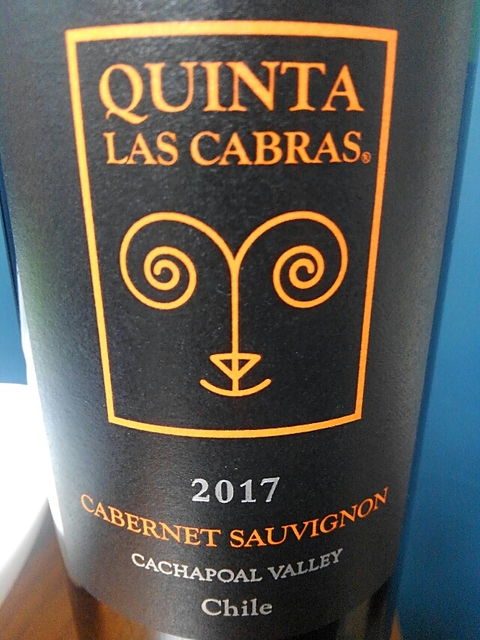 QUINTA
LAS CABRAS®
2017
CABERNET SAUVIGNON
CACHAPOAL VALLEY
Chile